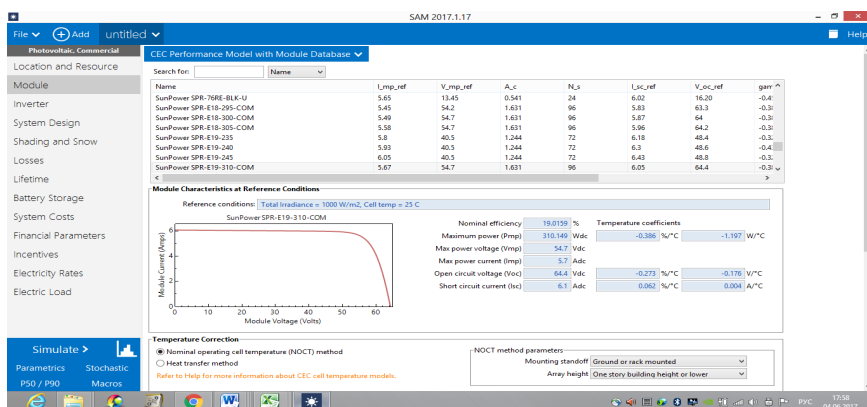 SAM 2017.1.17
File Add untitled Help
Photovoltaic, Commercial
Location and Resource
Module
Inverter
System Design
Shading and Snow
Losses
Lifetime
Battery Storage
System Costs
Financial Parameters
Incentives
Electricity Rates
Electric Load
Simulate >
Parametrics Stochastic
P50 / P90 Macros
CEC Performance Model with Module Database
Search for: Name
Name I_mp_ref V_mp_ref A_c N_s I_sc_ref V_oc_ref
SunPower SPR-76RE-BLK-U 5.65 13.45 0.541 24 6.02 16.20
SunPower SPR-E18-295-COM 5.45 54.2 1.631 96 5.83 63.3
SunPower SPR-E18-300-COM 5.49 54.7 1.631 96 5.87 64
SunPower SPR-E18-305-COM 5.58 54.7 1.631 96 5.96 64.2
SunPower SPR-E19-235 5.8 40.5 1.244 72 6.18 48.4
SunPower SPR-E19-240 5.93 40.5 1.244 72 6.3 48.6
SunPower SPR-E19-245 6.05 40.5 1.244 72 6.43 48.8
SunPower SPR-E19-310-COM 5.67 54.7 1.631 96 6.05 64.4
Module Characteristics at Reference Conditions
Reference conditions: Total Irradiance = 1000 W/m2, Cell temp = 25 C
SunPower SPR-E19-310-COM
Module Current (Amps)
6
4
2
0
0 10 20 30 40 50 60
Module Voltage (Volts)
Nominal efficiency 19.0159 % Temperature coefficients
Maximum power (Pmp) 310.149 Wdc -0.386 %/°C -1.197 W/°C
Max power voltage (Vmp) 54.7 Vdc
Max power current (Imp) 5.7 Adc
Open circuit voltage (Voc) 64.4 Vdc -0.273 %/°C -0.176 V/°C
Short circuit current (Isc) 6.1 Adc 0.062 %/°C 0.004 A/°C
Temperature Correction
Nominal operating cell temperature (NOCT) method
Heat transfer method
Refer to Help for more information about CEC cell temperature models.
NOCT method parameters
Mounting standoff Ground or rack mounted
Array height One story building height or lower
РУС
17:58
04.06.2017